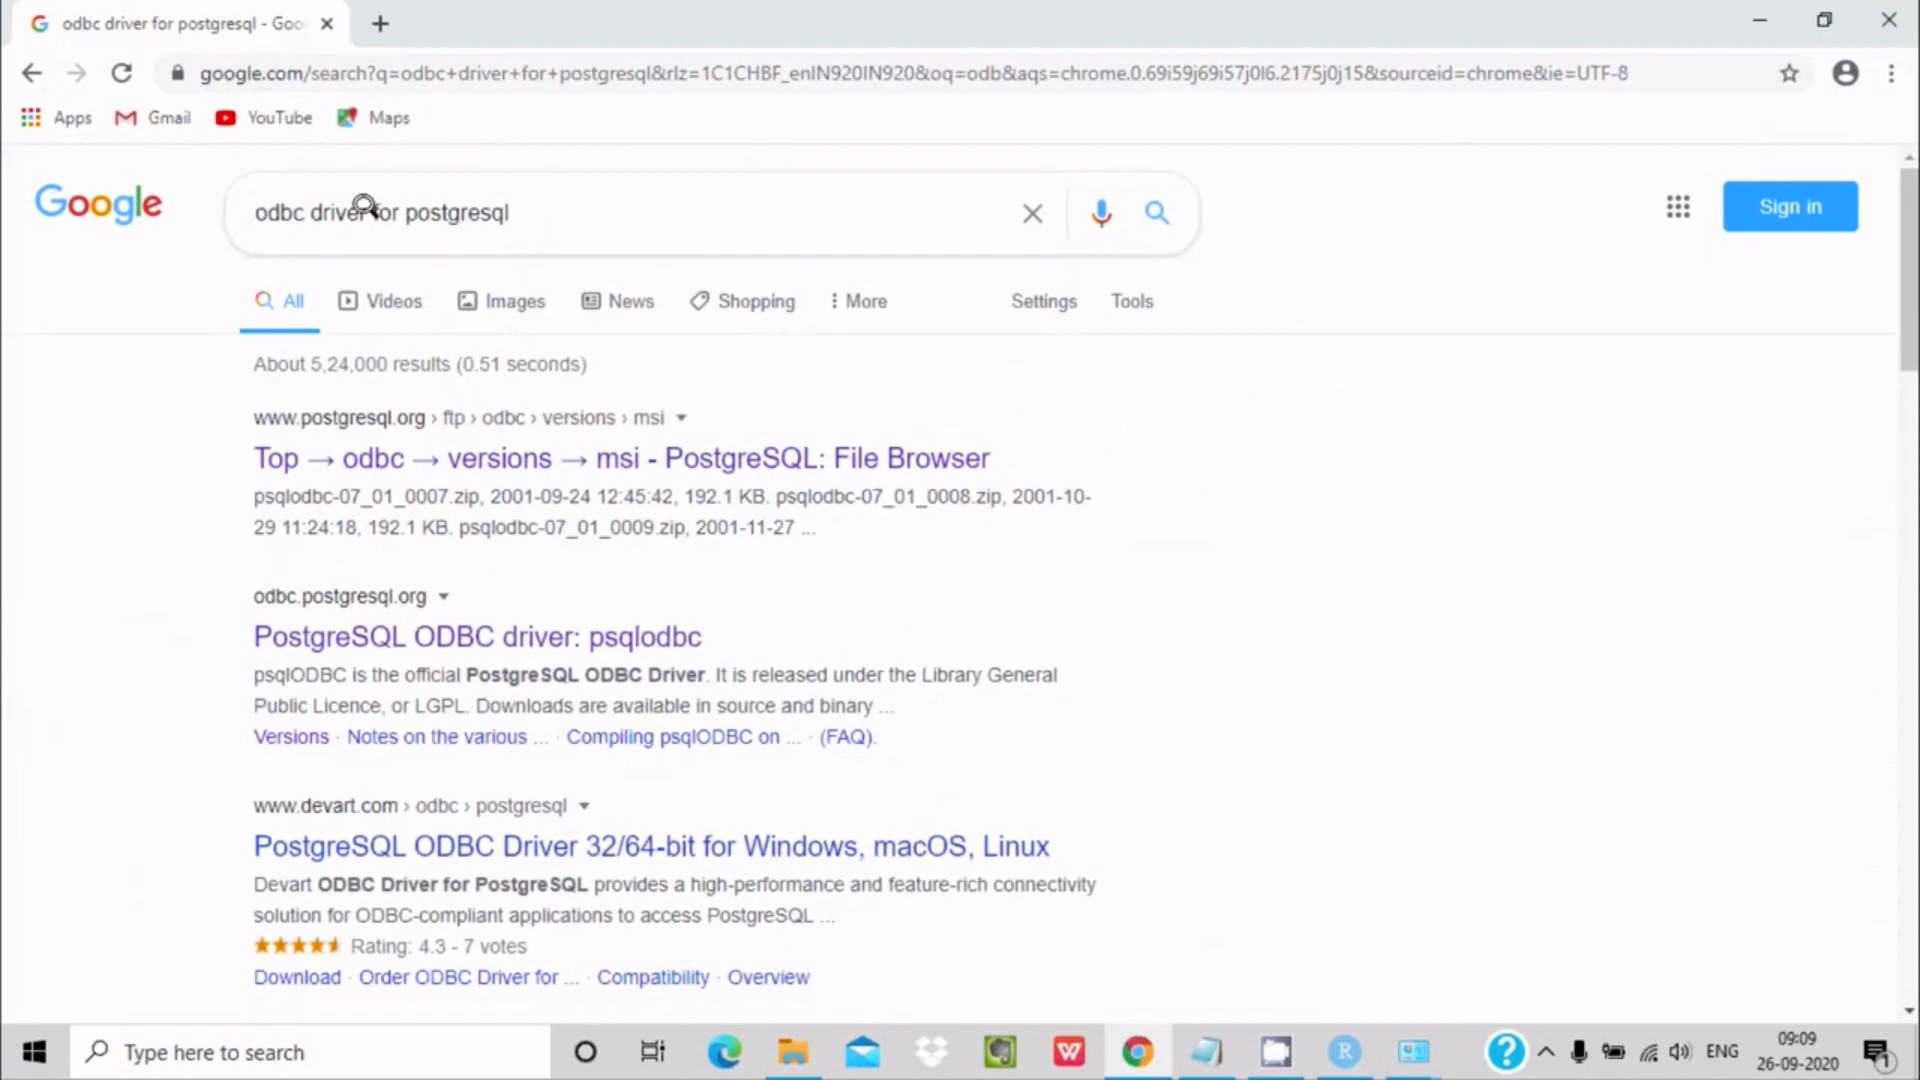 odbc driver for postgresql - Goo
google.com/search?q=odbc+driver+for+postgresql&rlz=1C1CHBF_enIN920IN920&oq=odb&aqs=chrome.0.69i59j69i57j0l6.2175j0j15&sourceid=chrome&ie=UTF-8
Apps Gmail YouTube Maps
Google odbc driver for postgresql Sign in
All Videos Images News Shopping More Settings Tools
About 5,24,000 results (0.51 seconds)
www.postgresql.org › ftp › odbc › versions › msi
Top → odbc → versions → msi - PostgreSQL: File Browser
psqlodbc-07_01_0007.zip, 2001-09-24 12:45:42, 192.1 KB. psqlodbc-07_01_0008.zip, 2001-10-
29 11:24:18, 192.1 KB. psqlodbc-07_01_0009.zip, 2001-11-27 ...
odbc.postgresql.org
PostgreSQL ODBC driver: psqlodbc
psqlODBC is the official PostgreSQL ODBC Driver. It is released under the Library General
Public Licence, or LGPL. Downloads are available in source and binary ...
Versions · Notes on the various ... · Compiling psqlODBC on ... · (FAQ).
www.devart.com › odbc › postgresql
PostgreSQL ODBC Driver 32/64-bit for Windows, macOS, Linux
Devart ODBC Driver for PostgreSQL provides a high-performance and feature-rich connectivity
solution for ODBC-compliant applications to access PostgreSQL ...
Rating: 4.3 - 7 votes
Download · Order ODBC Driver for ... · Compatibility · Overview
Type here to search
ENG
09:09
26-09-2020
1